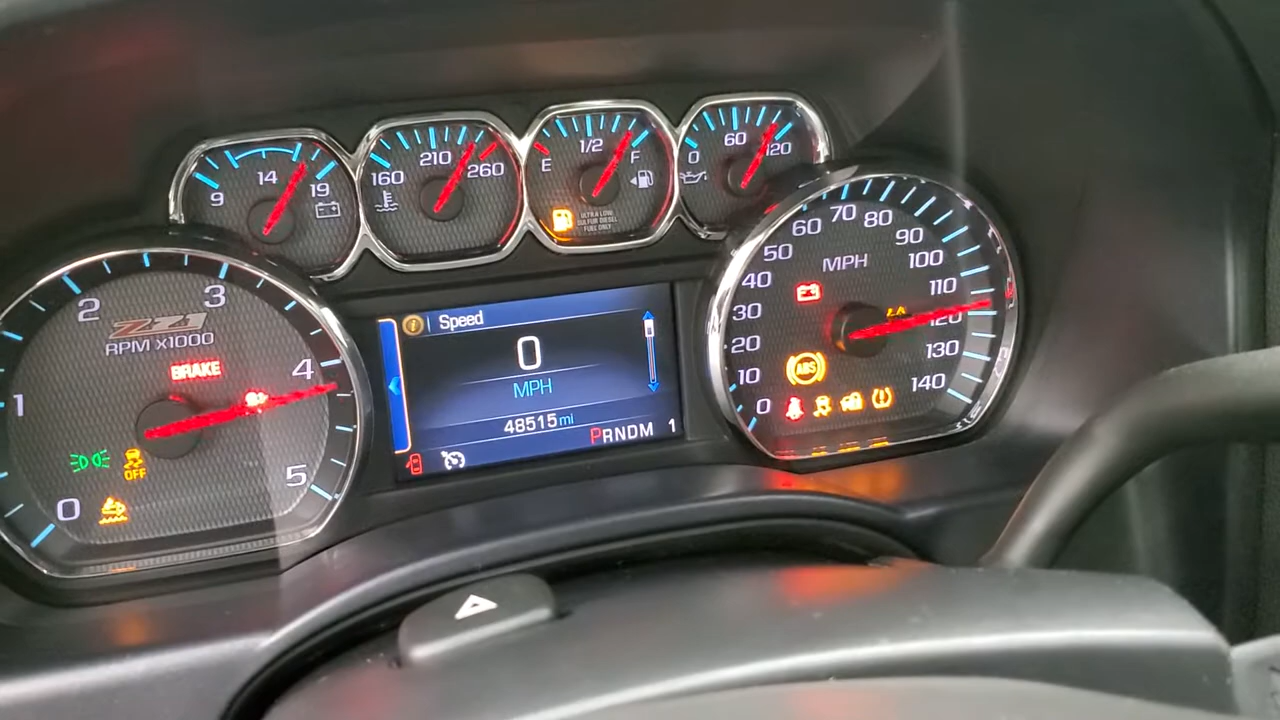 9 14 19
160 210 260
E 1/2 F
ULTRA LOW
SULFUR DIESEL
FUEL ONLY
0 60 120
0 1 2 3 4 5
Z71
RPM X1000
BRAKE
OFF
Speed
0
MPH
48515 mi
PRNDM 1
0 10 20 30 40 50 60 70 80 90 100 110 120 130 140
MPH
ABS